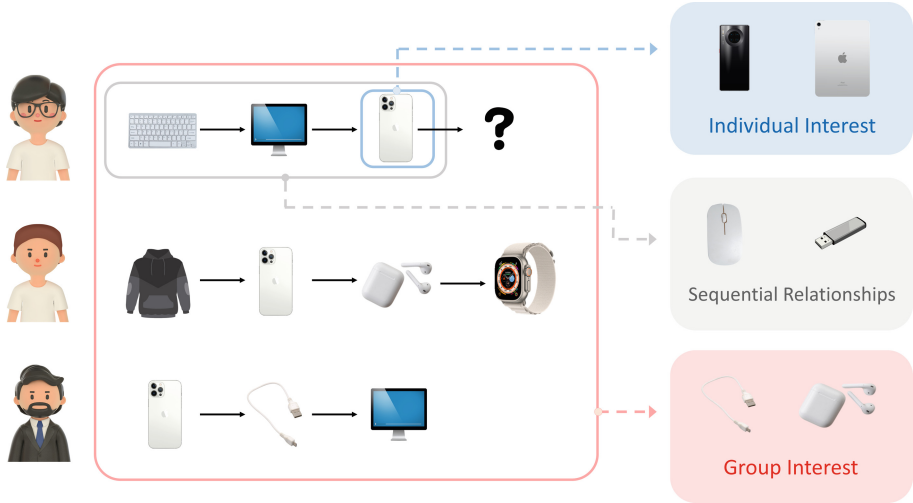 ?
Individual Interest
Sequential Relationships
Group Interest